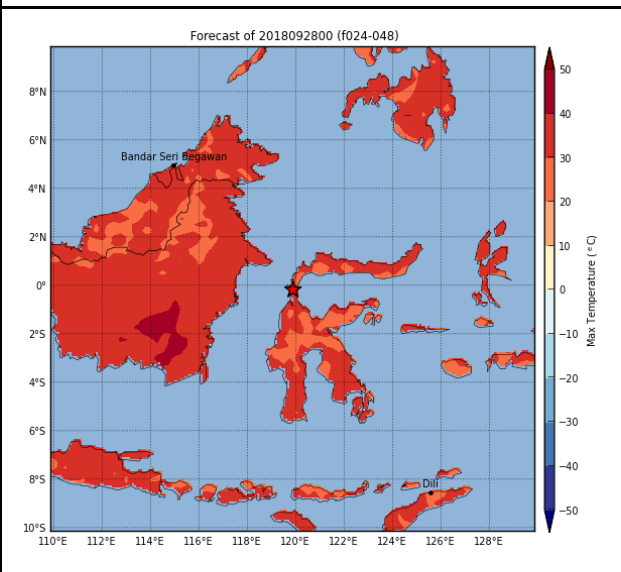 Forecast of 2018092800 (f024-048)
8°N
6°N
4°N
2°N
0°
2°S
4°S
6°S
8°S
10°S
110°E
112°E
114°E
116°E
118°E
120°E
122°E
124°E
126°E
128°E
Bandar Seri Begawan
Dili
50
40
30
20
10
0
−10
−20
−30
−40
−50
Max Temperature (°C)